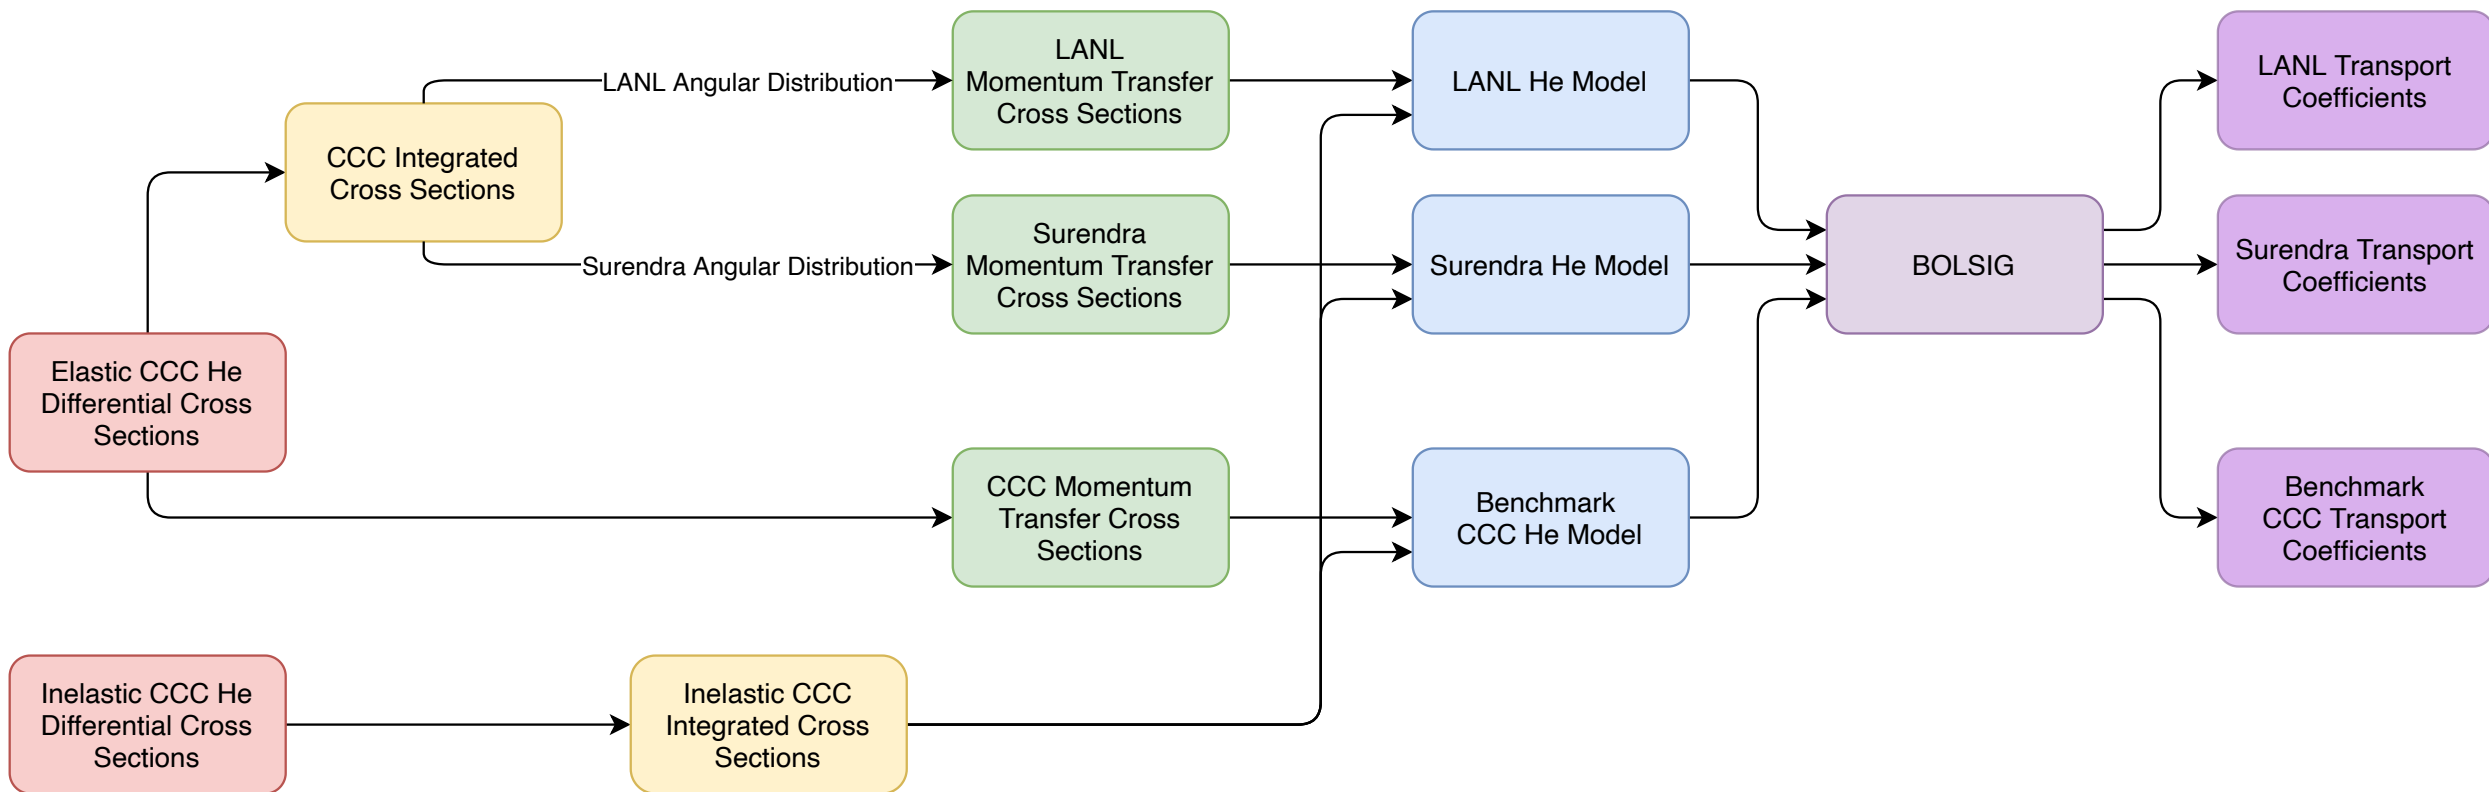 LANL
Momentum Transfer
Cross Sections
LANL He Model
LANL Transport
Coefficients
LANL Angular Distribution
CCC Integrated
Cross Sections
Surendra
Momentum Transfer
Cross Sections
Surendra He Model
BOLSIG
Surendra Transport
Coefficients
Surendra Angular Distribution
Elastic CCC He
Differential Cross
Sections
CCC Momentum
Transfer Cross
Sections
Benchmark
CCC He Model
Benchmark
CCC Transport
Coefficients
Inelastic CCC He
Differential Cross
Sections
Inelastic CCC
Integrated Cross
Sections